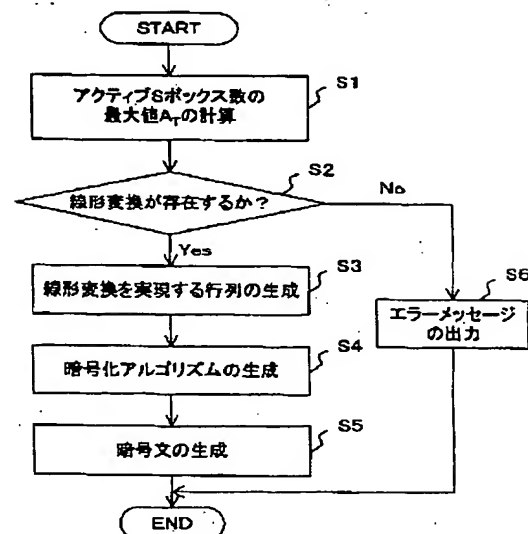 START
アクティブSボックス数の
最大値A_Tの計算
S1
線形変換が存在するか？
S2
No
Yes
線形変換を実現する行列の生成
S3
エラーメッセージ
の出力
S6
暗号化アルゴリズムの生成
S4
暗号文の生成
S5
END